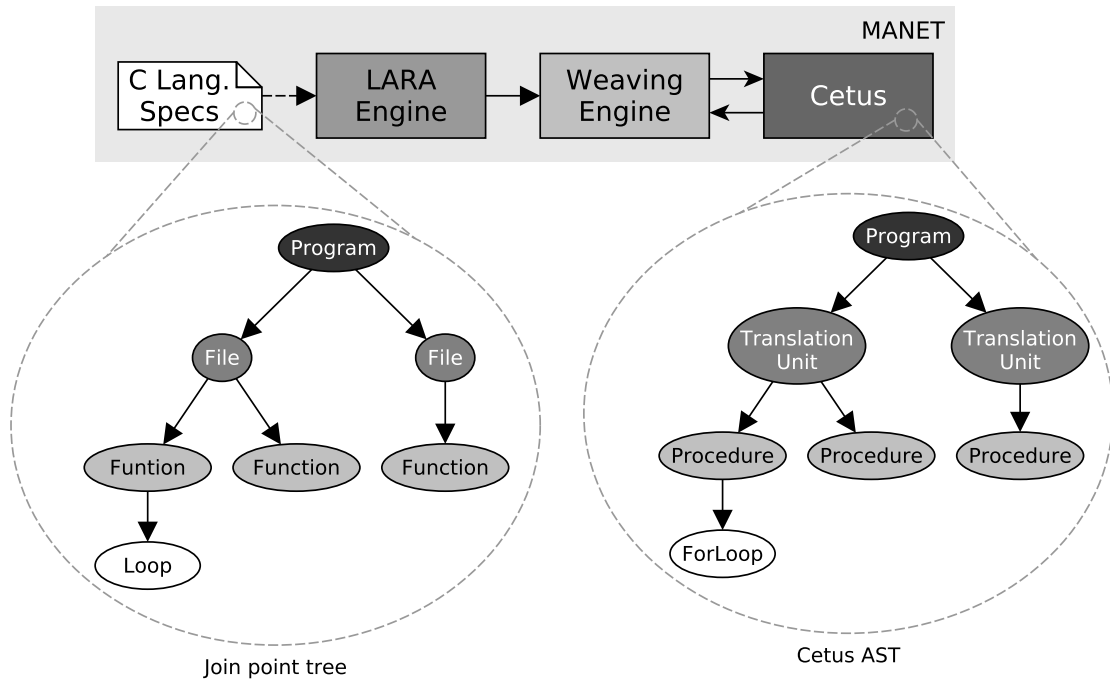 MANET
C Lang.
Specs
LARA
Engine
Weaving
Engine
Cetus
Program
File
File
Funtion
Function
Function
Loop
Join point tree
Program
Translation
Unit
Translation
Unit
Procedure
Procedure
Procedure
ForLoop
Cetus AST